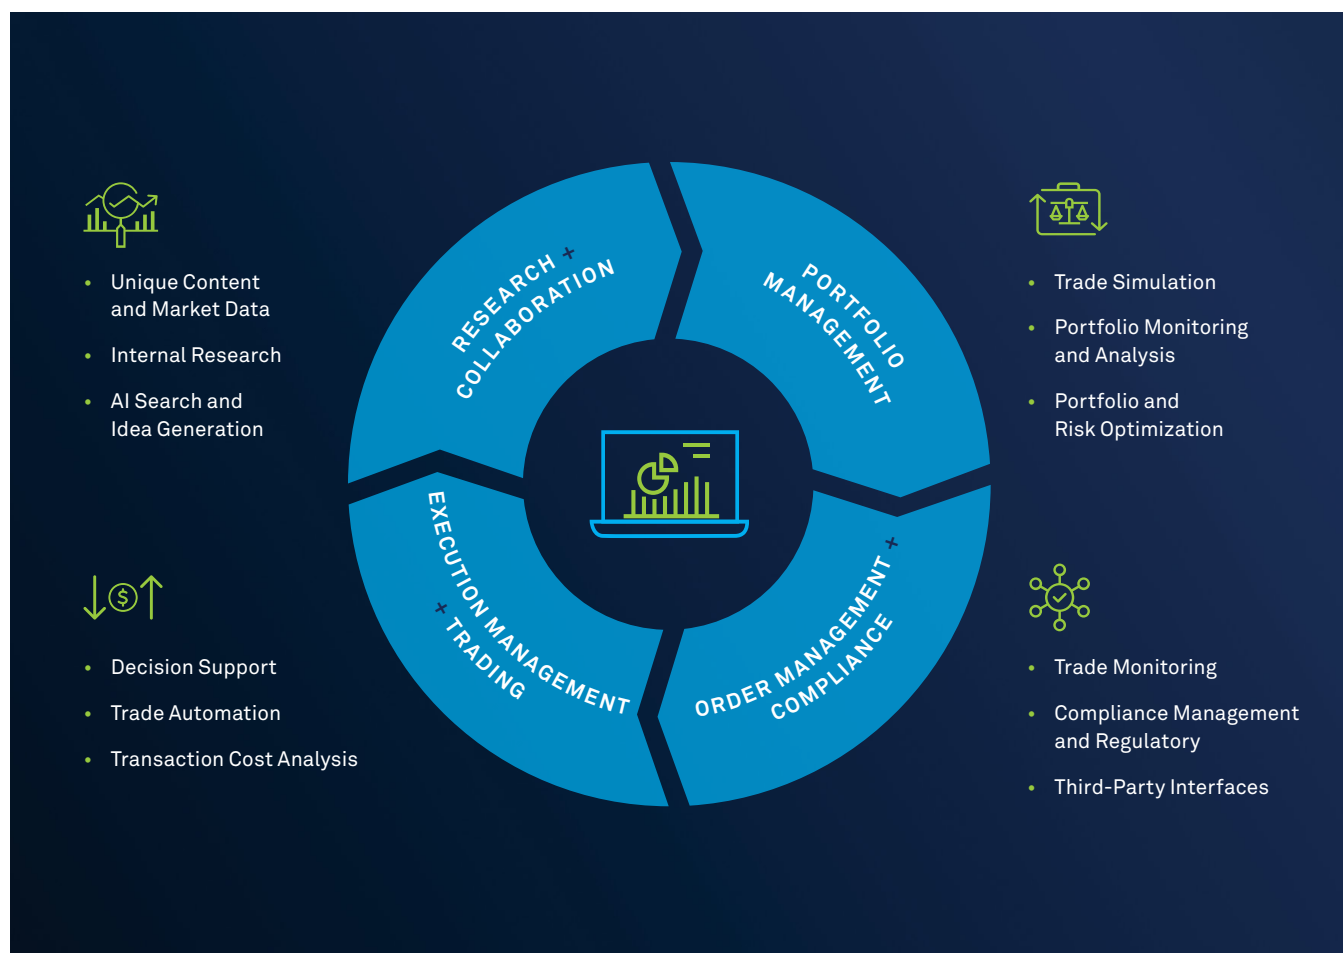 RESEARCH +
COLLABORATION
PORTFOLIO
MANAGEMENT
• Unique Content
and Market Data
• Internal Research
• AI Search and
Idea Generation
• Trade Simulation
• Portfolio Monitoring
and Analysis
• Portfolio and
Risk Optimization
EXECUTION MANAGEMENT
+ TRADING
ORDER MANAGEMENT +
COMPLIANCE
$
• Decision Support
• Trade Automation
• Transaction Cost Analysis
• Trade Monitoring
• Compliance Management
and Regulatory
• Third-Party Interfaces